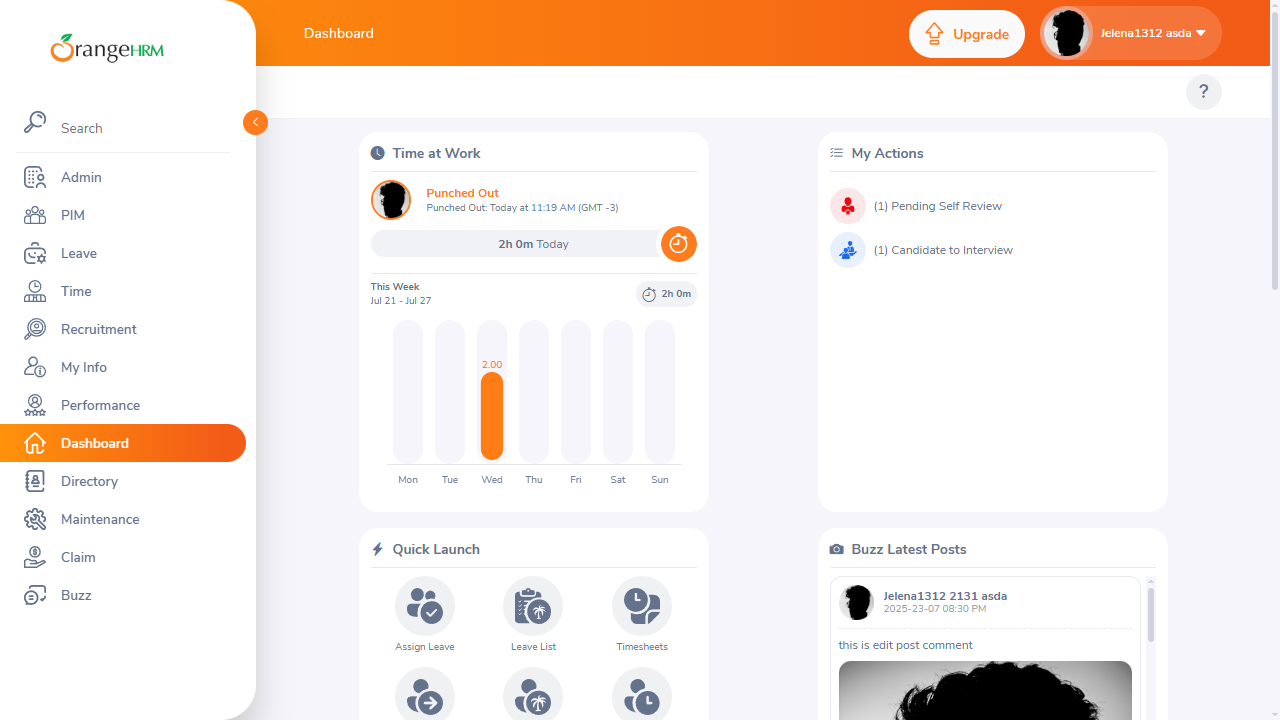 OrangeHRM
Dashboard
Upgrade
Jelena1312 asda
?
Search
Admin
PIM
Leave
Time
Recruitment
My Info
Performance
Dashboard
Directory
Maintenance
Claim
Buzz
Time at Work
Punched Out
Punched Out: Today at 11:19 AM (GMT -3)
2h 0m Today
This Week
Jul 21 - Jul 27
2h 0m
2.00
Mon Tue Wed Thu Fri Sat Sun
My Actions
(1) Pending Self Review
(1) Candidate to Interview
Quick Launch
Assign Leave
Leave List
Timesheets
Buzz Latest Posts
Jelena1312 2131 asda
2025-23-07 08:30 PM
this is edit post comment